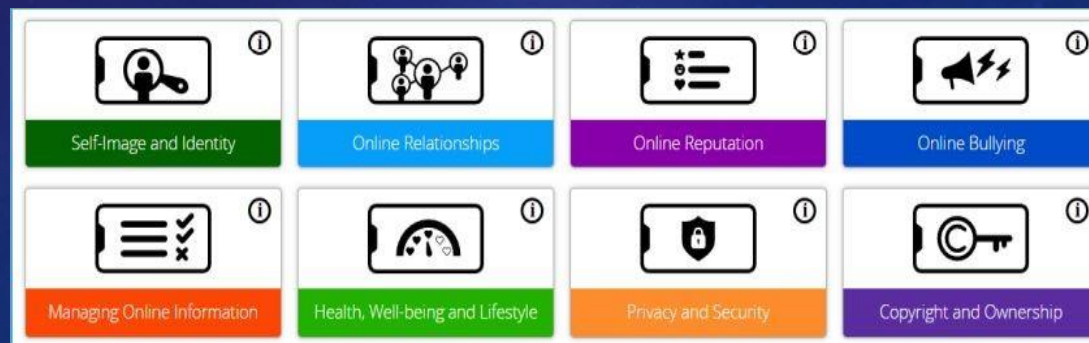 Self-Image and Identity
Online Relationships
Online Reputation
Online Bullying
Managing Online Information
Health, Well-being and Lifestyle
Privacy and Security
Copyright and Ownership